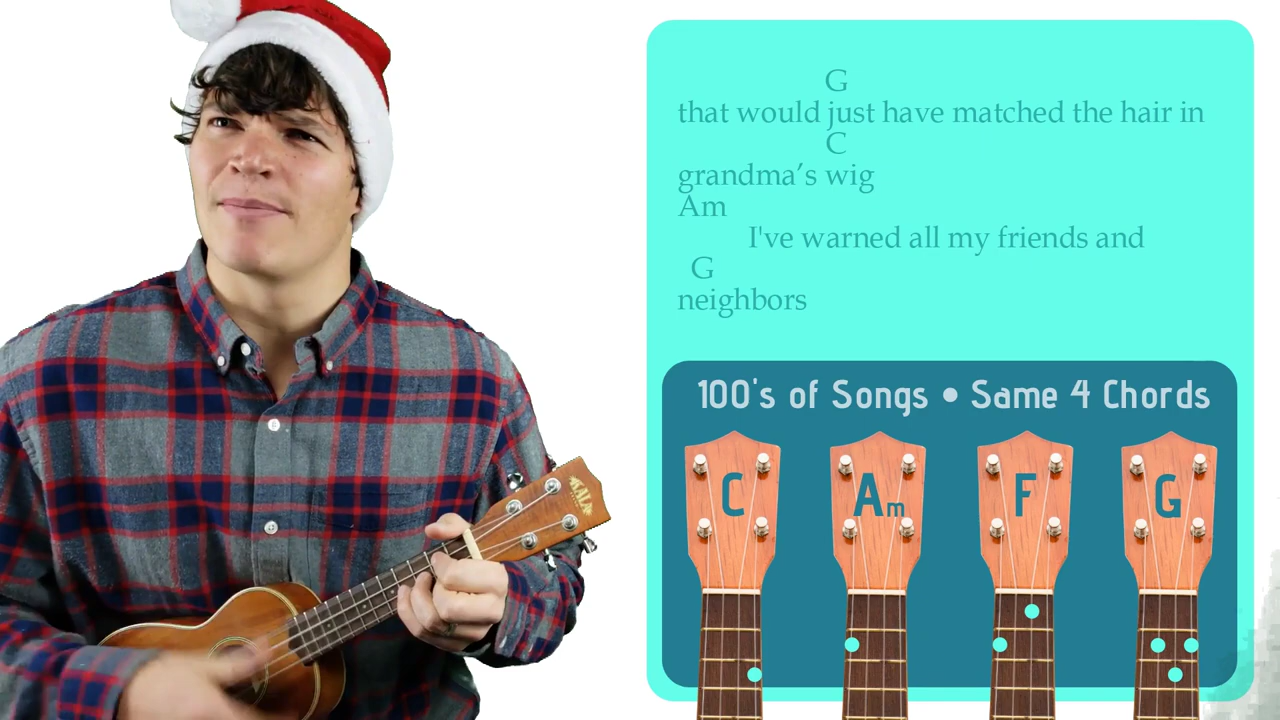 G
that would just have matched the hair in
C
grandma’s wig
Am
I've warned all my friends and
G
neighbors
100's of Songs • Same 4 Chords
C Am F G
KALA